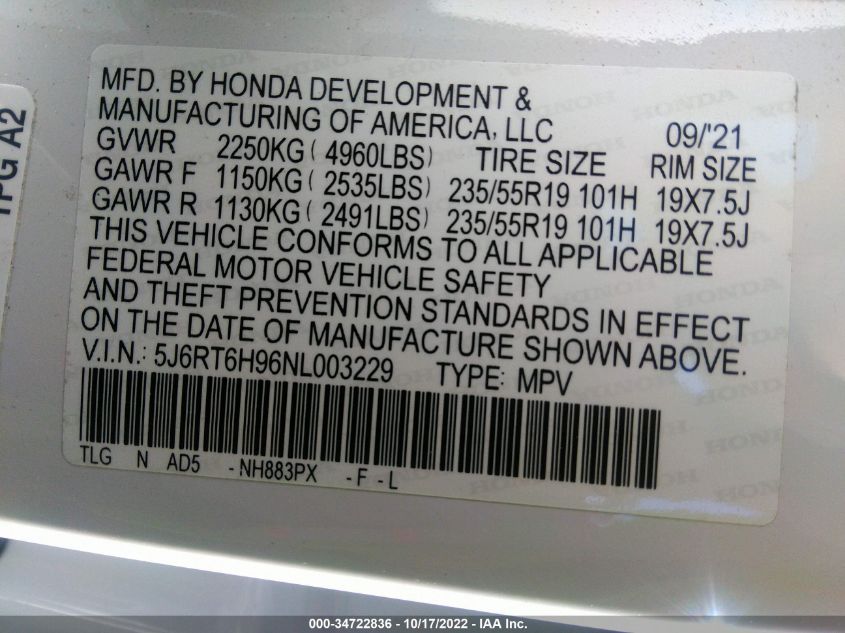 TPG A2
MFD. BY HONDA DEVELOPMENT &
MANUFACTURING OF AMERICA, LLC 09/'21
GVWR 2250KG ( 4960LBS) TIRE SIZE RIM SIZE
GAWR F 1150KG ( 2535LBS) 235/55R19 101H 19X7.5J
GAWR R 1130KG ( 2491LBS) 235/55R19 101H 19X7.5J
THIS VEHICLE CONFORMS TO ALL APPLICABLE
FEDERAL MOTOR VEHICLE SAFETY
AND THEFT PREVENTION STANDARDS IN EFFECT
ON THE DATE OF MANUFACTURE SHOWN ABOVE.
V.I.N.: 5J6RT6H96NL003229 TYPE: MPV
TLG N AD5 -NH883PX -F-L
000-34722836 - 10/17/2022 - IAA Inc.